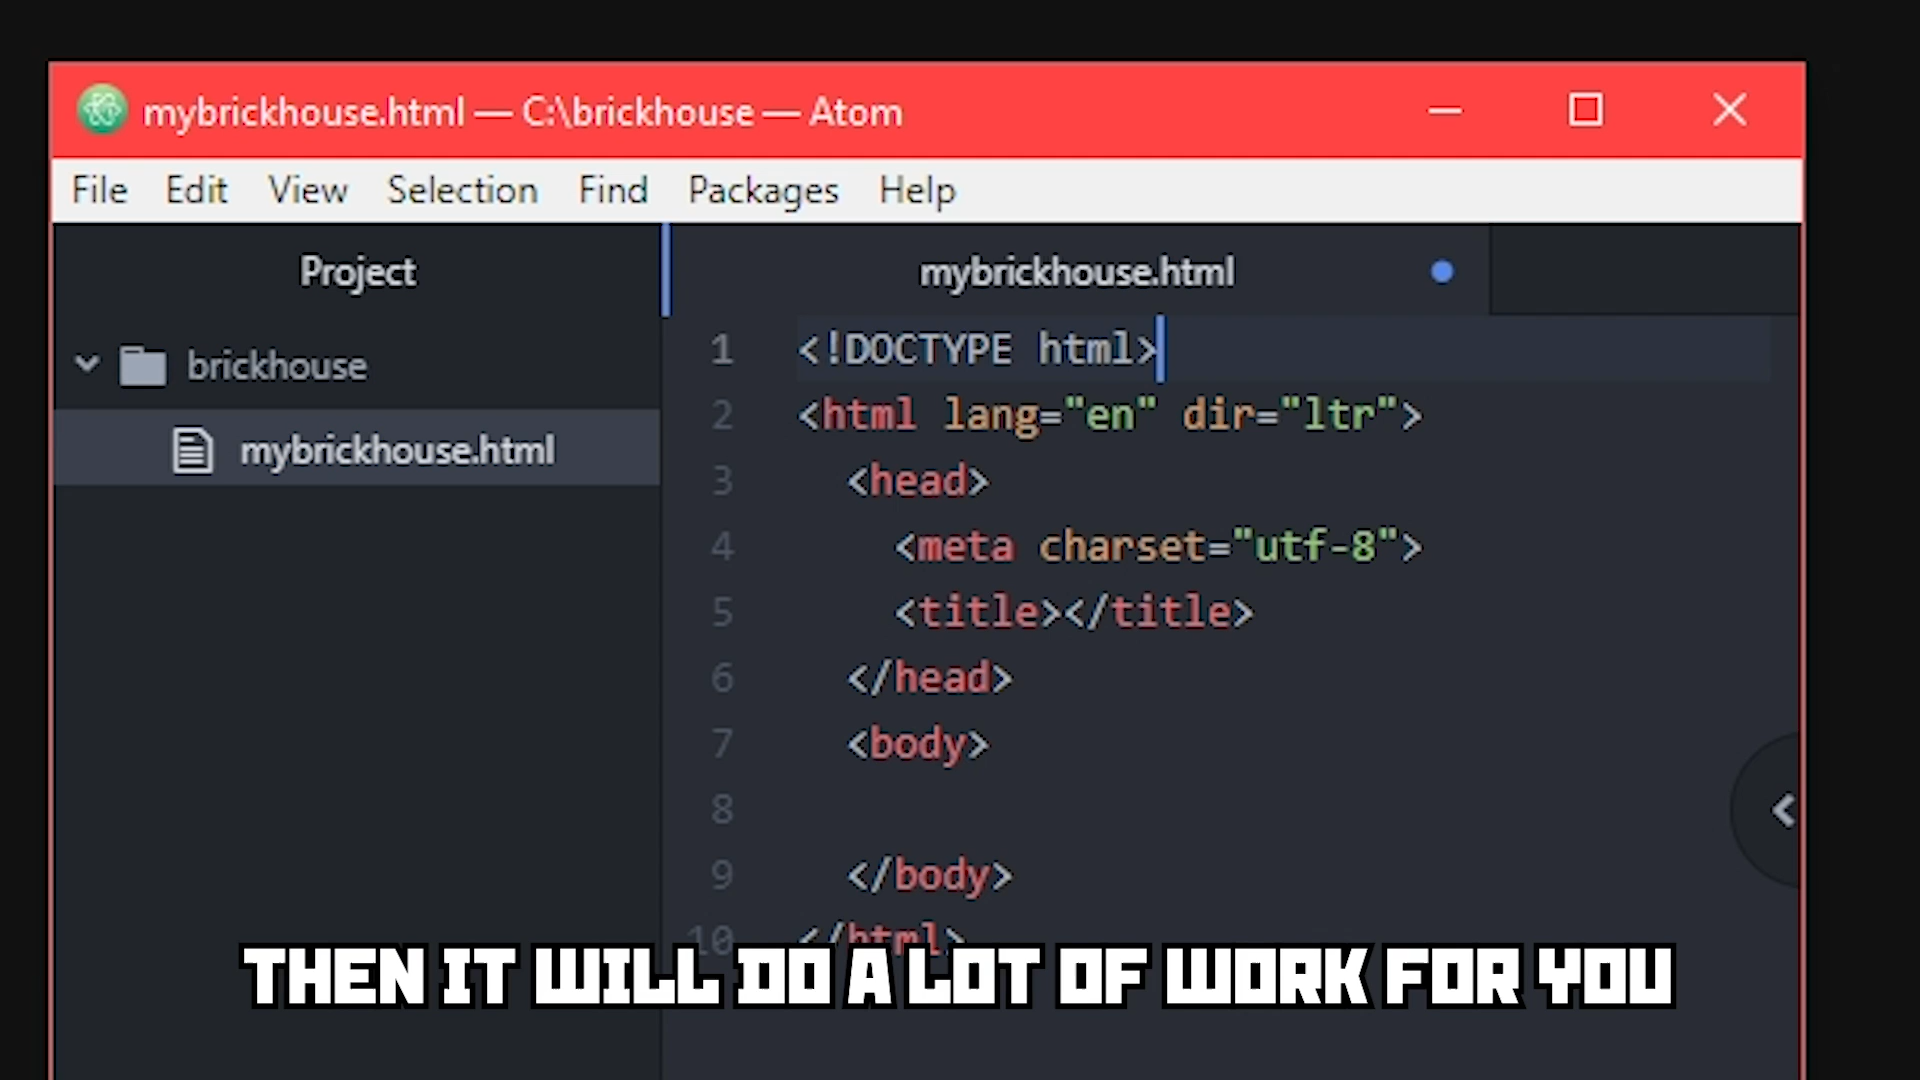 mybrickhouse.html — C:\brickhouse — Atom
File Edit View Selection Find Packages Help
Project
brickhouse
mybrickhouse.html
mybrickhouse.html
1 <!DOCTYPE html>
2 <html lang="en" dir="ltr">
3 <head>
4 <meta charset="utf-8">
5 <title></title>
6 </head>
7 <body>
8
9 </body>
10 </html>
THEN IT WILL DO A LOT OF WORK FOR YOU